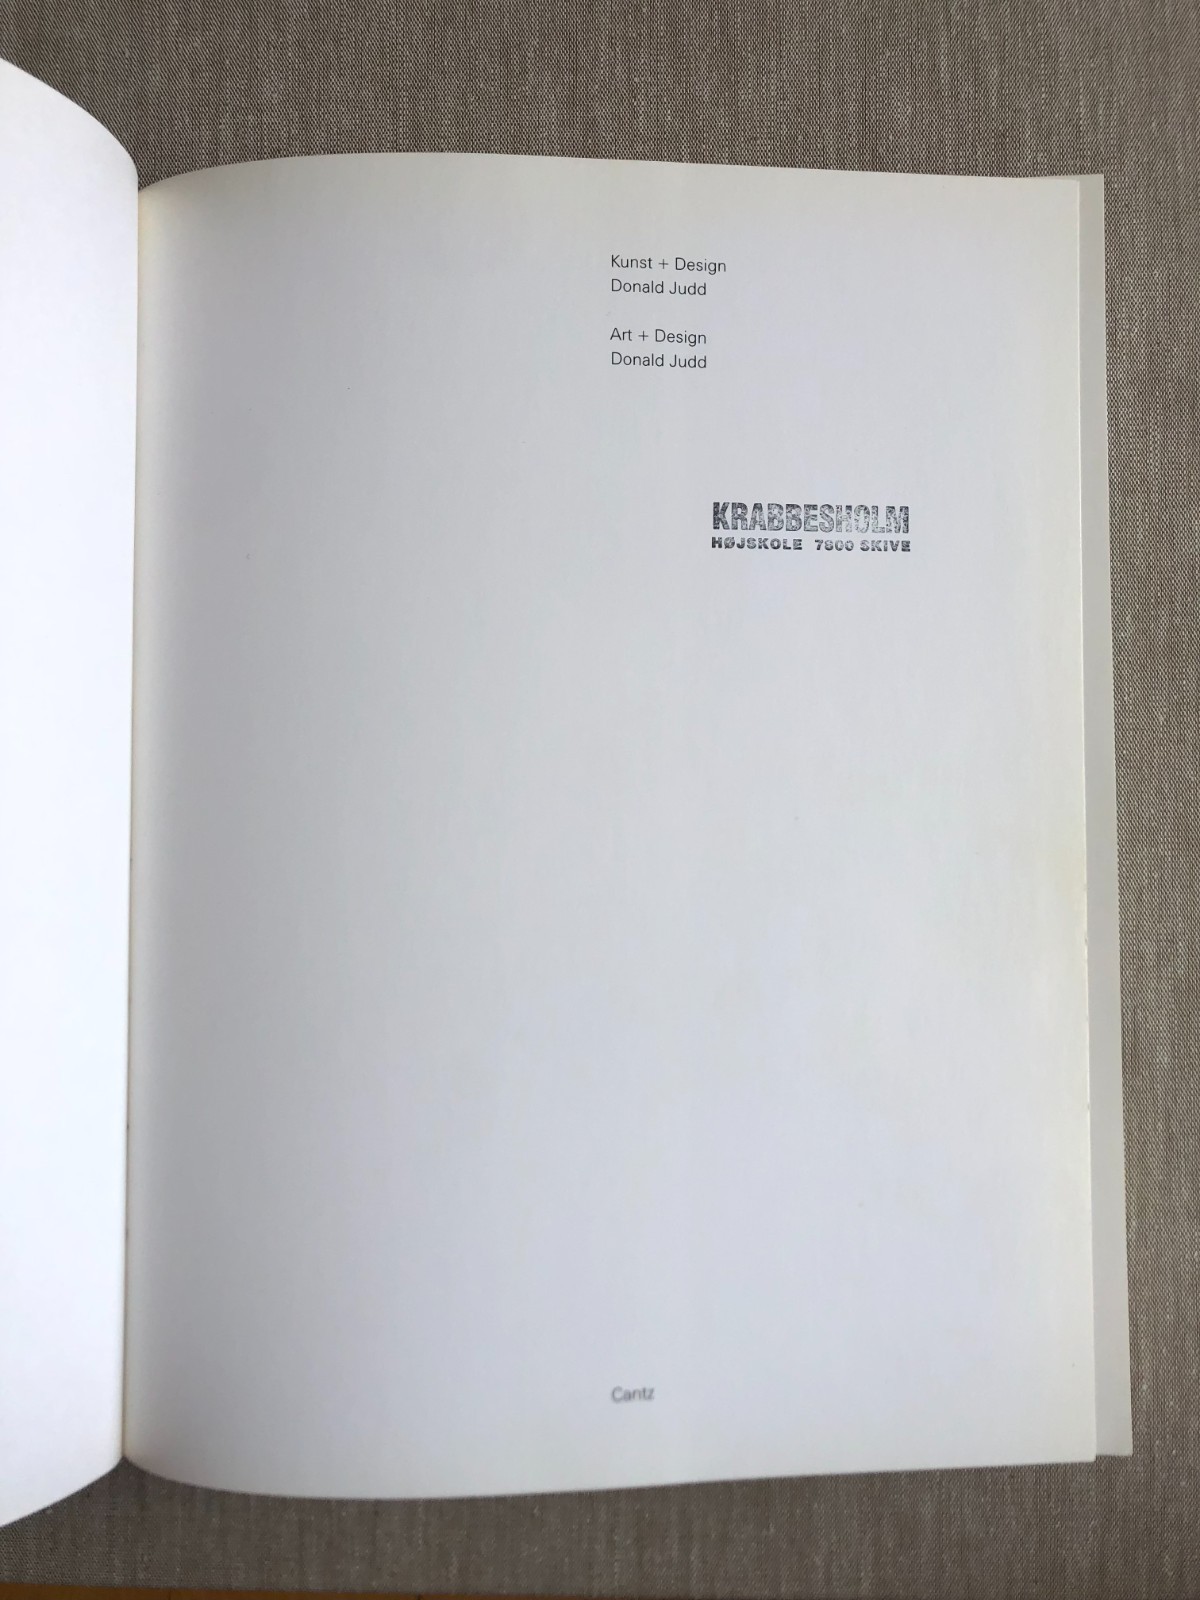 Kunst + Design
Donald Judd
Art + Design
Donald Judd
KRABBESHOLM
HØJSKOLE 7800 SKIVE
Cantz